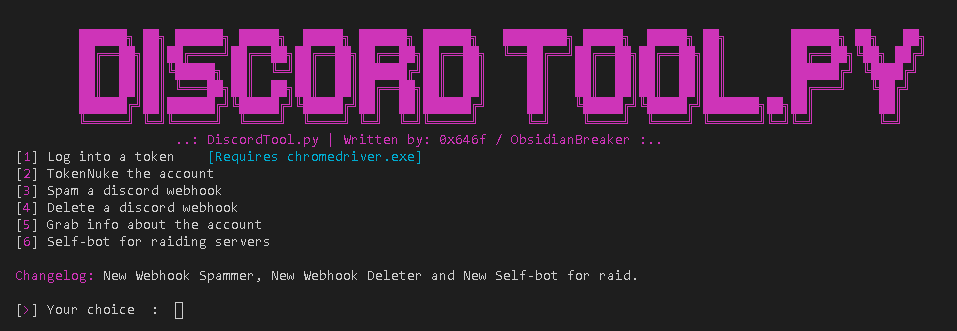 DISCORD TOOL.PY
..: DiscordTool.py | Written by: 0x646f / ObsidianBreaker :..
[1] Log into a token [Requires chromedriver.exe]
[2] TokenNuke the account
[3] Spam a discord webhook
[4] Delete a discord webhook
[5] Grab info about the account
[6] Self-bot for raiding servers
Changelog: New Webhook Spammer, New Webhook Deleter and New Self-bot for raid.
[>] Your choice :